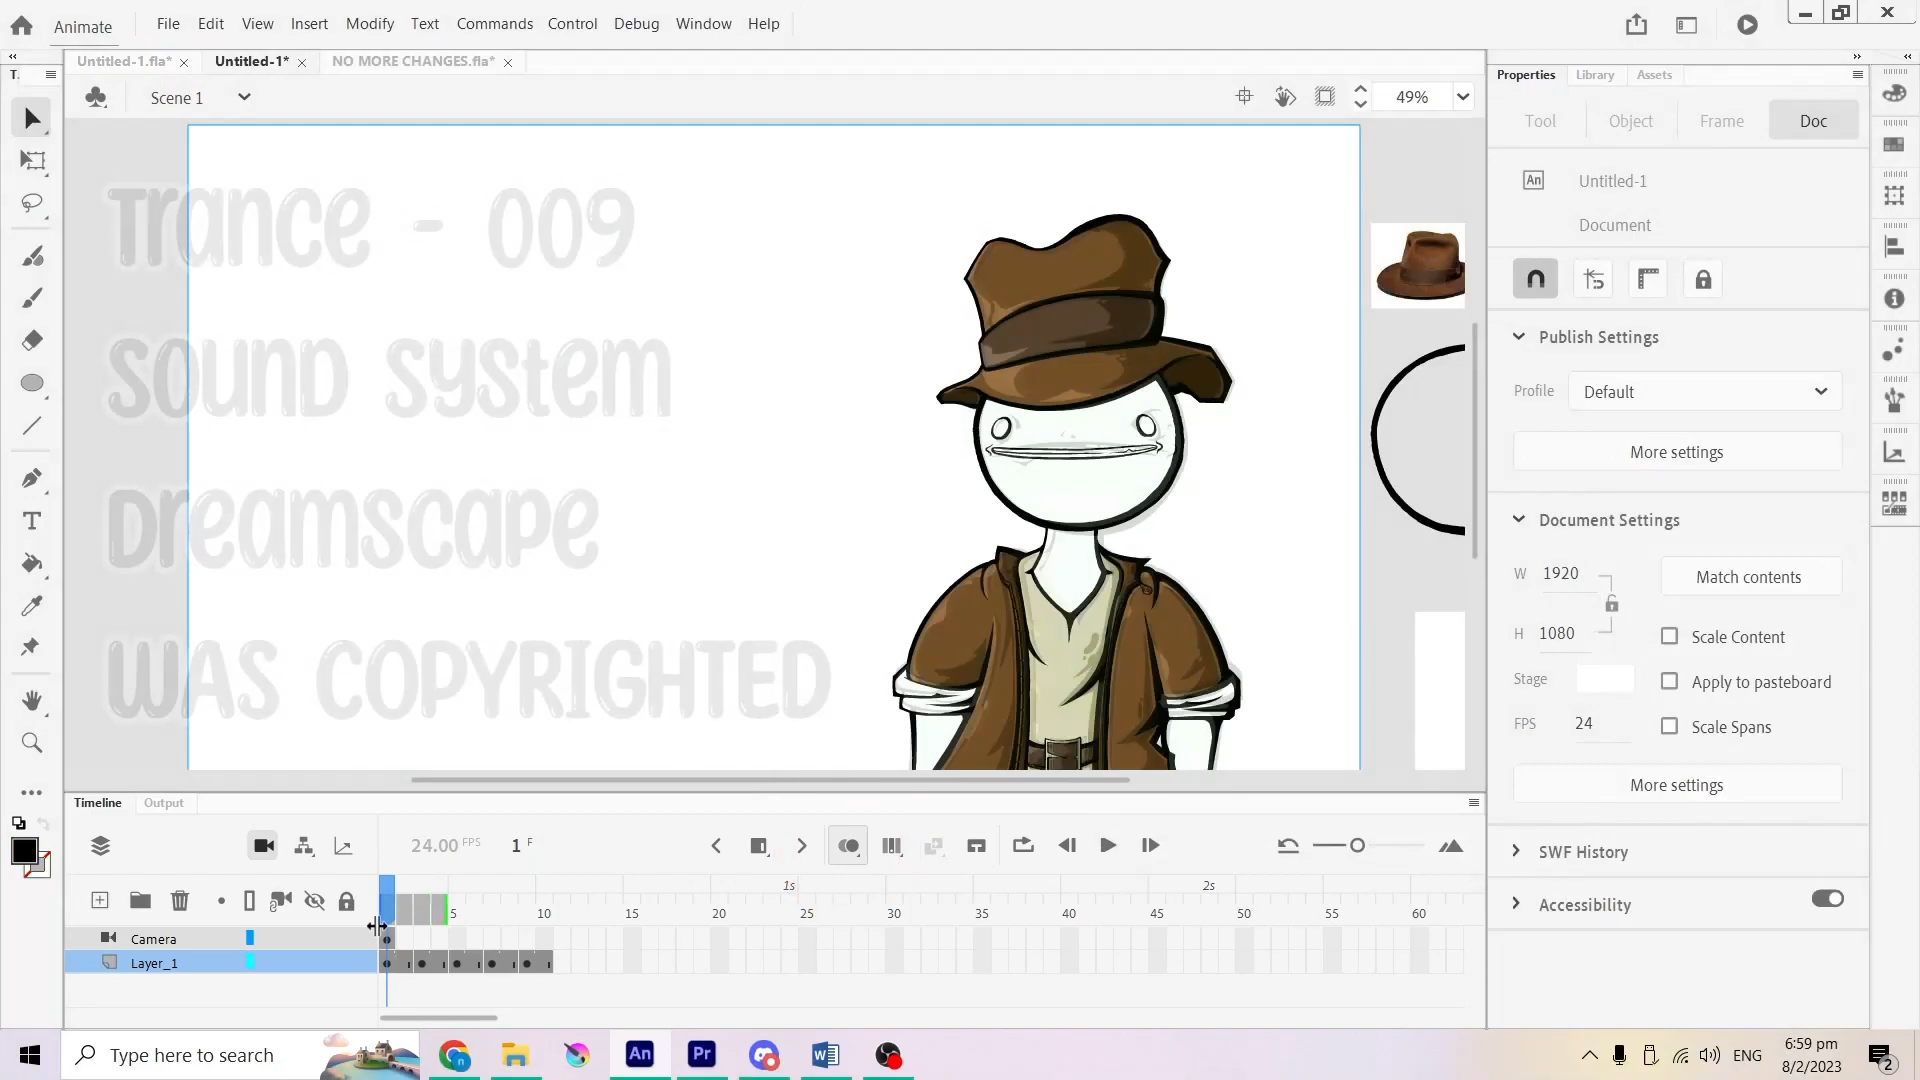 Animate File Edit View Insert Modify Text Commands Control Debug Window Help
Untitled-1.fla* Untitled-1* NO MORE CHANGES.fla*
T. Properties Library Assets
Scene 1 49%
Tool Object Frame Doc
An Untitled-1
Document
Trance - 009
Sound system
Dreamscape
WAS COPYRIGHTED
Publish Settings
Profile Default
More settings
Document Settings
W 1920 Match contents
H 1080 Scale Content
Stage Apply to pasteboard
FPS 24 Scale Spans
More settings
SWF History
Accessibility
Timeline Output
24.00 FPS 1 F
1s 2s
5 10 15 20 25 30 35 40 45 50 55 60
Camera
Layer_1
Type here to search An Pr ENG 6:59 pm
8/2/2023 2